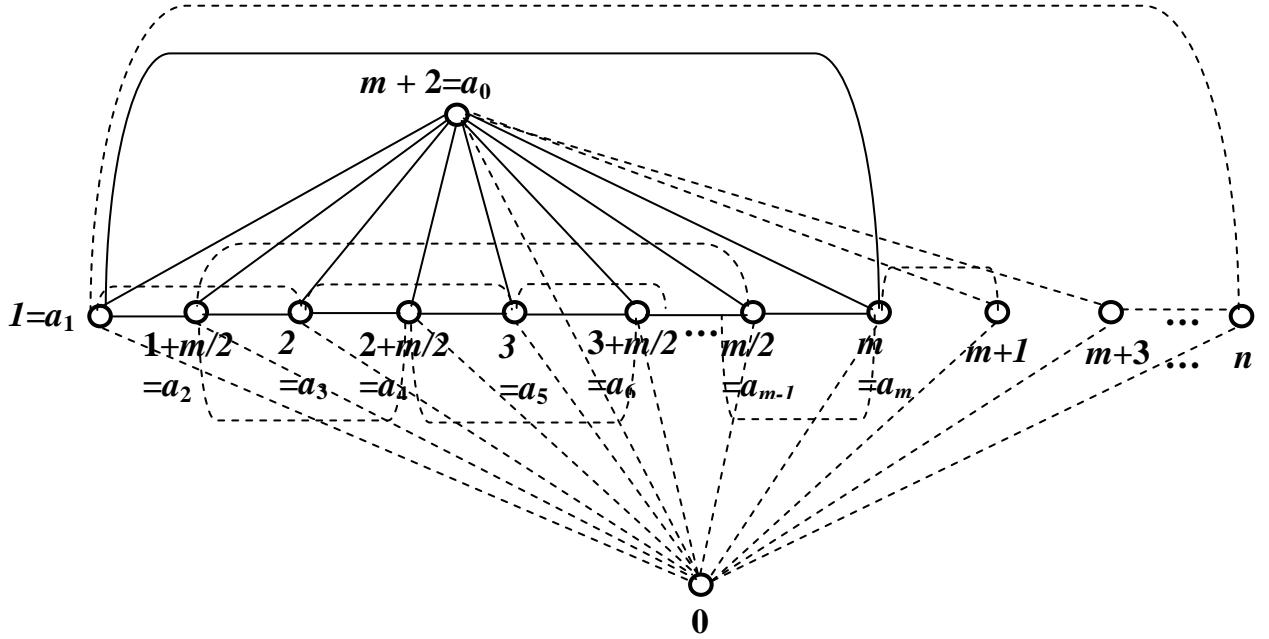 m + 2=a₀
1=a₁
1+m/2 2 2+m/2 3 3+m/2 ... m/2 m m+1 m+3 ... n
=a₂ =a₃ =a₄ =a₅ =a₆ =aₘ₋₁ =aₘ ...
0